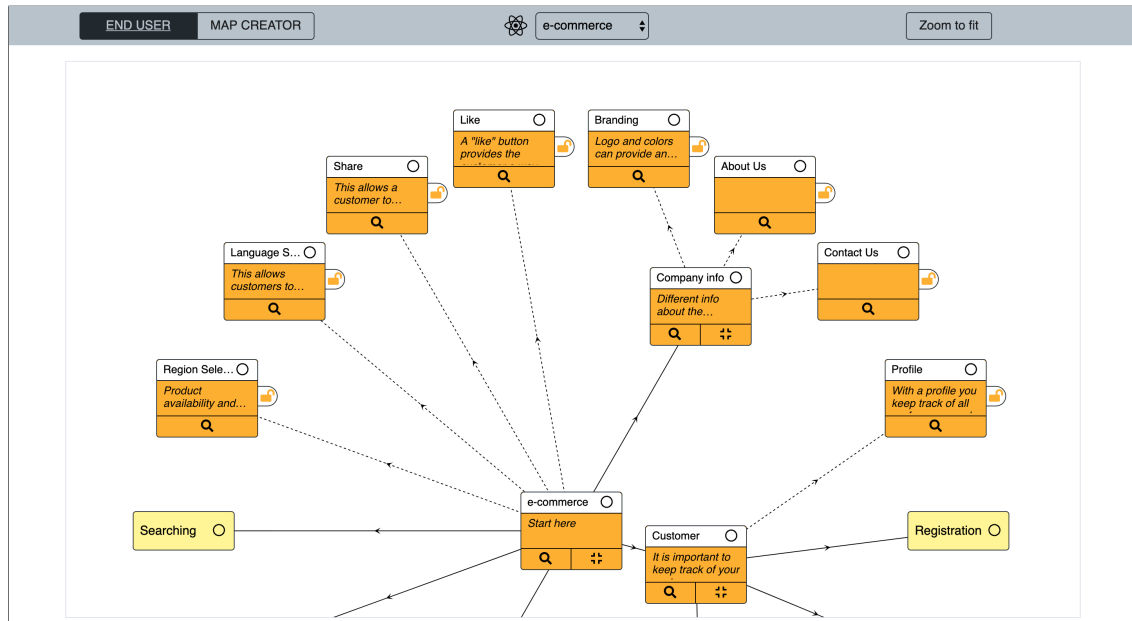 END USER
MAP CREATOR
e-commerce
Zoom to fit
Like
A "like" button
provides the
Branding
Logo and colors
can provide an…
Share
This allows a
customer to…
About Us
Language S…
This allows
customers to…
Contact Us
Company info
Different info
about the…
Region Sele…
Product
availability and…
Profile
With a profile you
keep track of all
e-commerce
Start here
Searching
Customer
It is important to
keep track of your
Registration